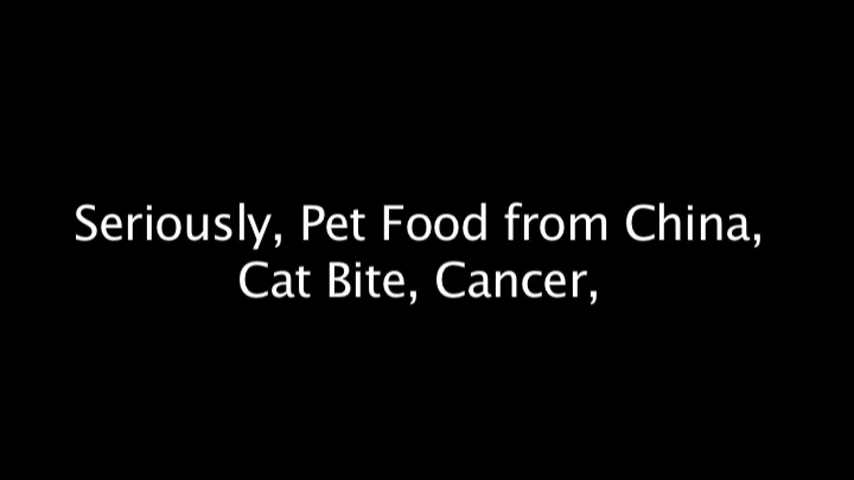 Seriously, Pet Food from China,
Cat Bite, Cancer,